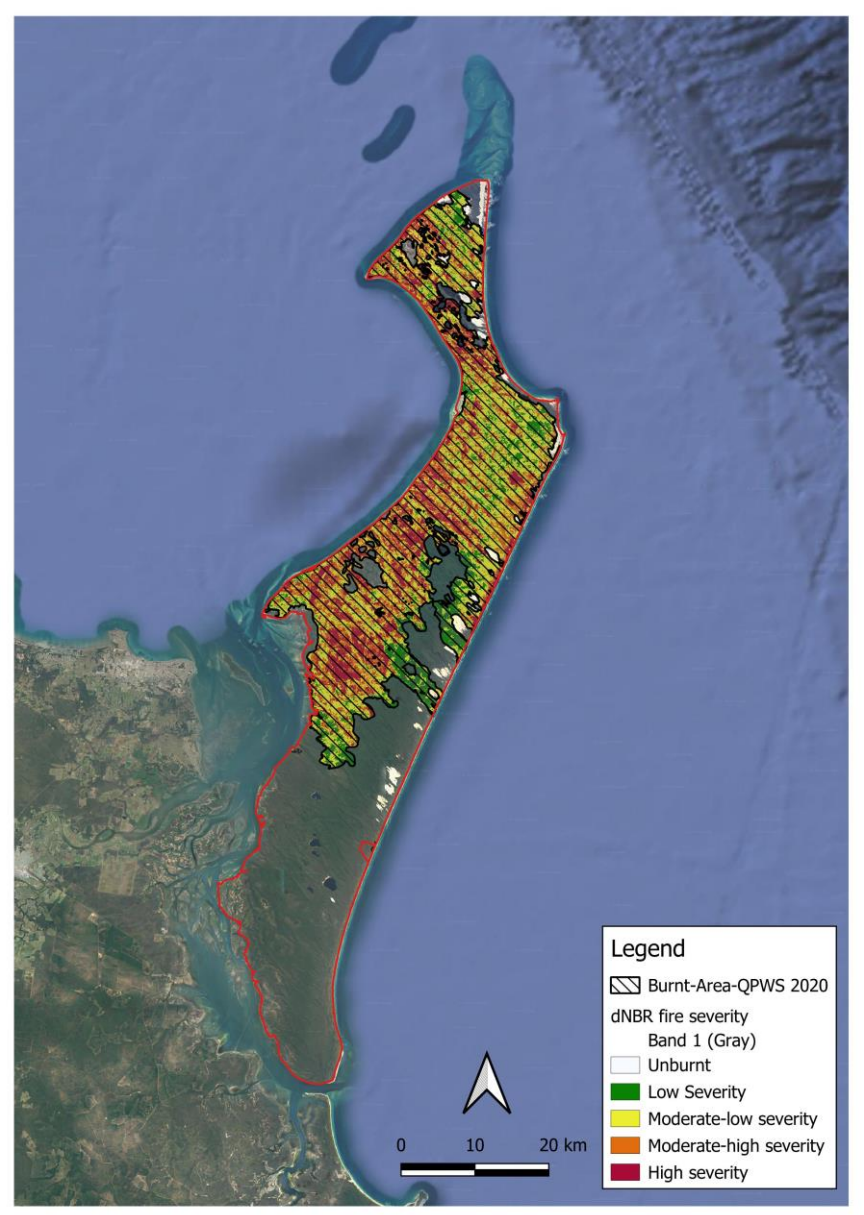 Legend
Burnt-Area-QPWS 2020
dNBR fire severity
Band 1 (Gray)
Unburnt
Low Severity
Moderate-low severity
Moderate-high severity
High severity
0 10 20 km